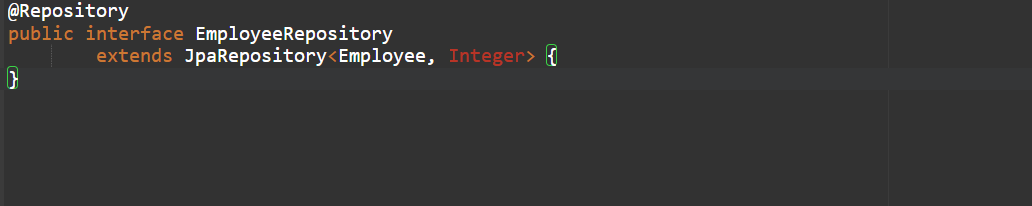 @Repository
public interface EmployeeRepository
        extends JpaRepository<Employee, Integer> {
}